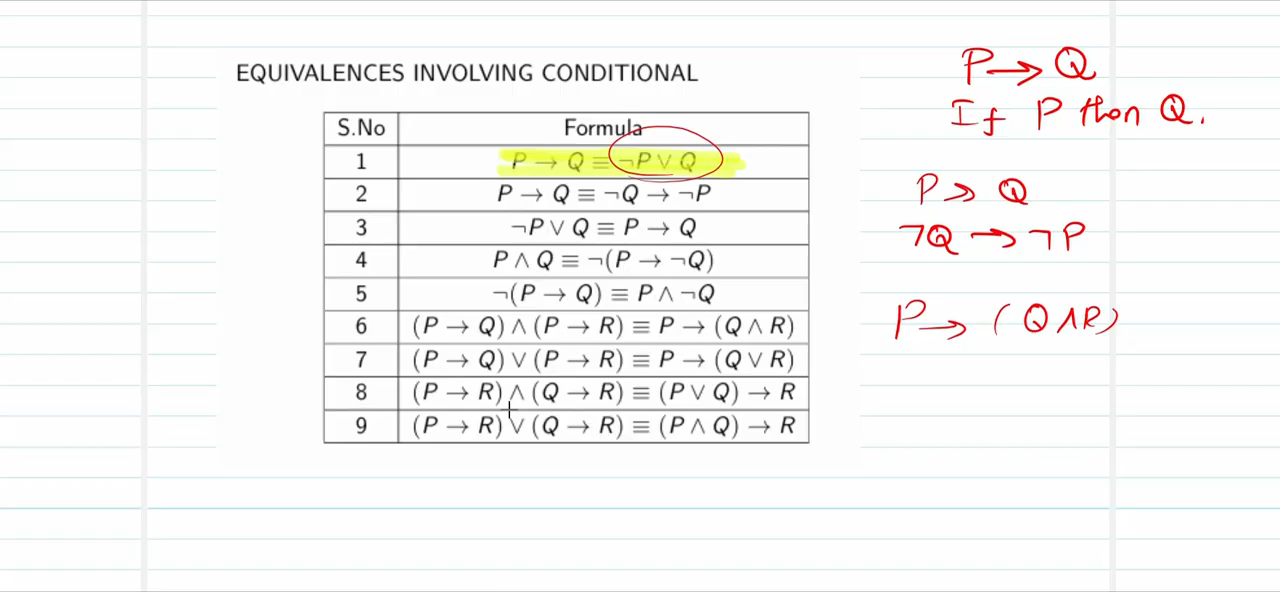 EQUIVALENCES INVOLVING CONDITIONAL
S.No Formula
1 P → Q ≡ ¬P ∨ Q
2 P → Q ≡ ¬Q → ¬P
3 ¬P ∨ Q ≡ P → Q
4 P ∧ Q ≡ ¬(P → ¬Q)
5 ¬(P → Q) ≡ P ∧ ¬Q
6 (P → Q) ∧ (P → R) ≡ P → (Q ∧ R)
7 (P → Q) ∨ (P → R) ≡ P → (Q ∨ R)
8 (P → R) ∧ (Q → R) ≡ (P ∨ Q) → R
9 (P → R) ∨ (Q → R) ≡ (P ∧ Q) → R
P → Q
If P then Q.
P → Q
¬Q → ¬P
P → (Q ∧ R)